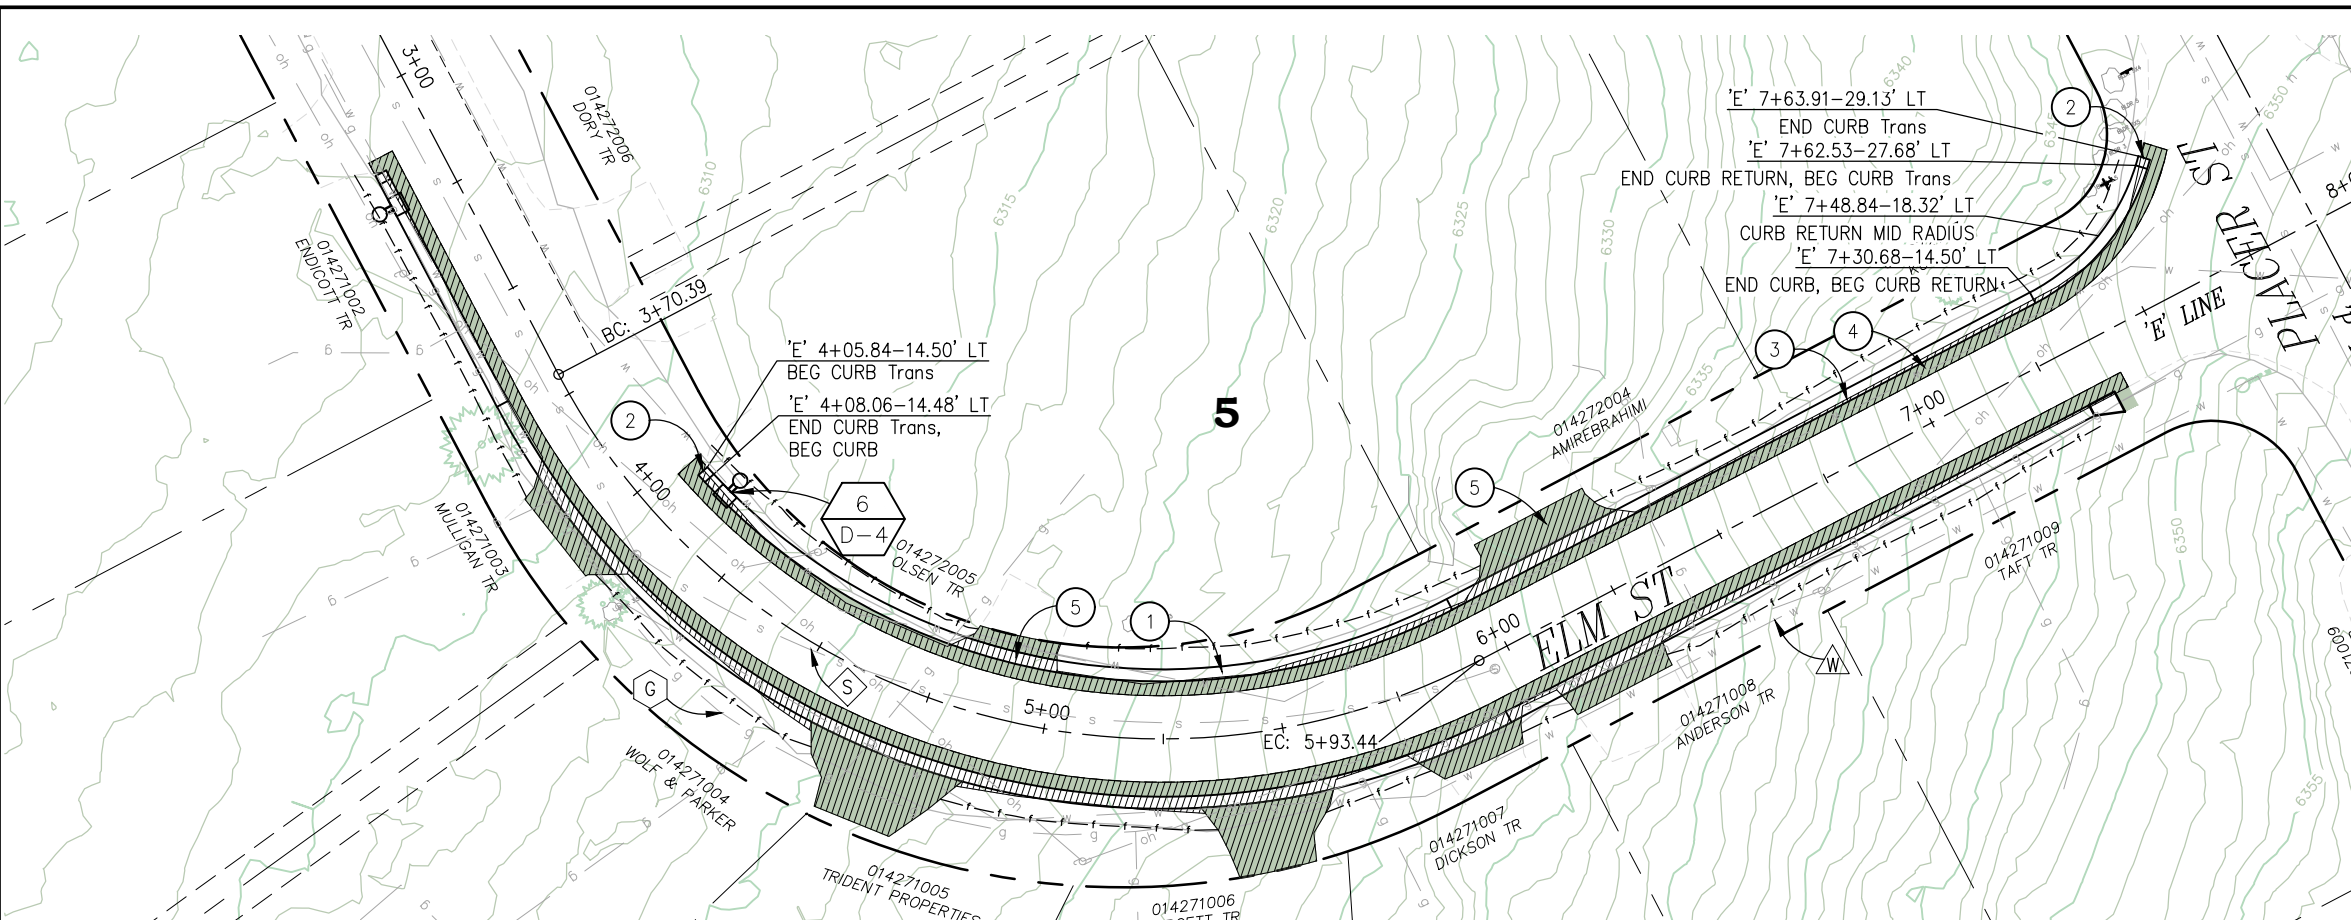 3+00
014272006
DORY TR
6310
6315
6320
6325
6330
6335
6340
6350
'E' 7+63.91-29.13' LT
END CURB Trans
'E' 7+62.53-27.68' LT
END CURB RETURN, BEG CURB Trans
'E' 7+48.84-18.32' LT
CURB RETURN MID RADIUS
'E' 7+30.68-14.50' LT
END CURB, BEG CURB RETURN
2
PLACER ST
'E' LINE
014271002
ENDICOTT TR
BC: 3+70.39
'E' 4+05.84-14.50' LT
BEG CURB Trans
'E' 4+08.06-14.48' LT
END CURB Trans,
BEG CURB
2
4+00
6
D-4
5
3
4
014272004
AMIREBRAHIMI
7+00
5
014271003
MULLIGAN TR
014272005
OLSEN TR
5
1
6+00
ELM ST
014271009
TAFT TR
6350
G
S
W
5+00
EC: 5+93.44
014271008
ANDERSON TR
014271004
WOLF & PARKER
014271007
DICKSON TR
6355
014271005
TRIDENT PROPERTIES
014271006